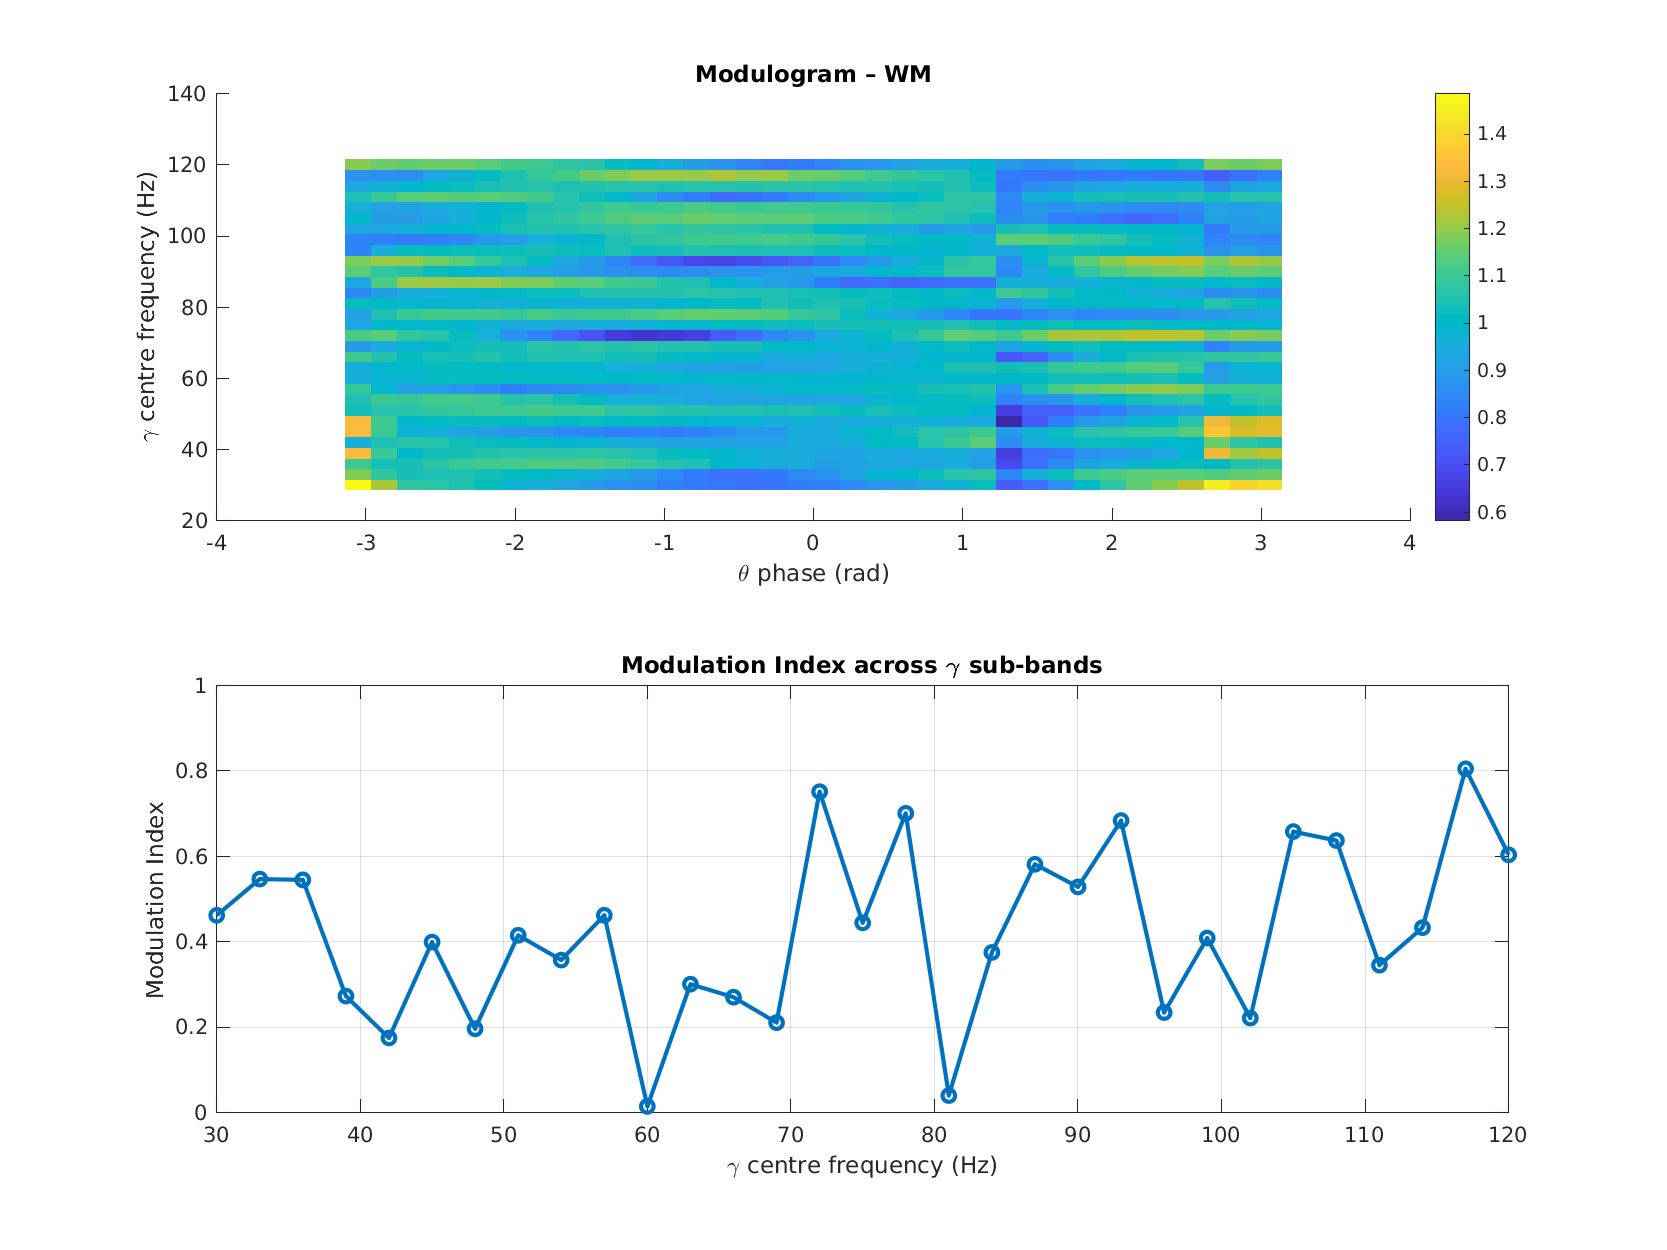 Modulogram – WM
140
120
100
80
60
40
20
γ centre frequency (Hz)
-4 -3 -2 -1 0 1 2 3 4
θ phase (rad)
1.4
1.3
1.2
1.1
1
0.9
0.8
0.7
0.6
Modulation Index across γ sub-bands
1
0.8
0.6
0.4
0.2
0
Modulation Index
30 40 50 60 70 80 90 100 110 120
γ centre frequency (Hz)